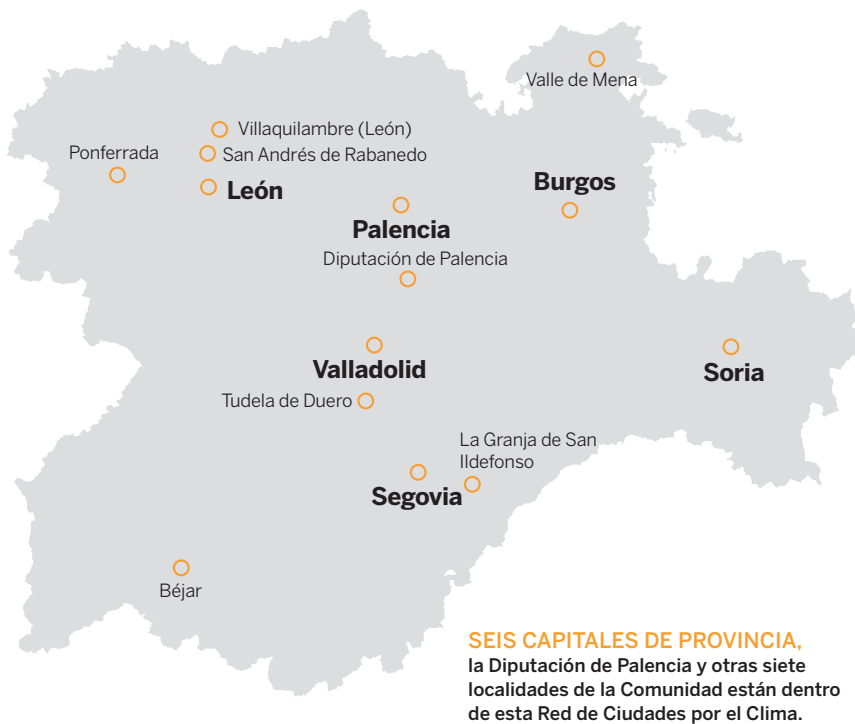 Valle de Mena
Villaquilambre (León)
Ponferrada
San Andrés de Rabanedo
León
Burgos
Palencia
Diputación de Palencia
Valladolid
Soria
Tudela de Duero
La Granja de San
Ildefonso
Segovia
Béjar
SEIS CAPITALES DE PROVINCIA,
la Diputación de Palencia y otras siete
localidades de la Comunidad están dentro
de esta Red de Ciudades por el Clima.